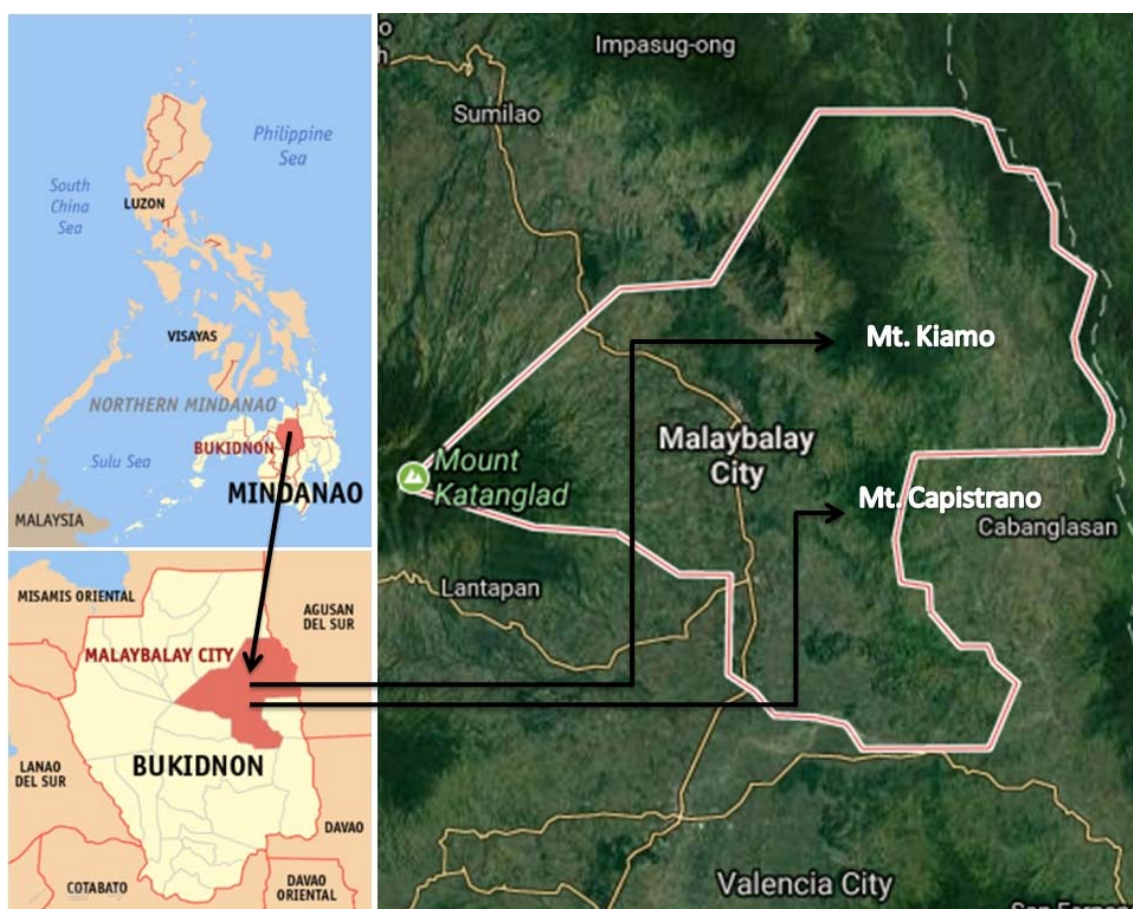 Philippine
Sea
South
China
Sea
LUZON
VISAYAS
NORTHERN MINDANAO
BUKIDNON
Sulu Sea
MINDANAO
MALAYSIA
MISAMIS ORIENTAL
AGUSAN
DEL SUR
MALAYBALAY CITY
BUKIDNON
LANAO
DEL SUR
DAVAO
COTABATO
DAVAO
ORIENTAL
Impasug-ong
Sumilao
Mt. Kiamo
Malaybalay
City
Mount
Katanglad
Mt. Capistrano
Cabanglasan
Lantapan
Valencia City